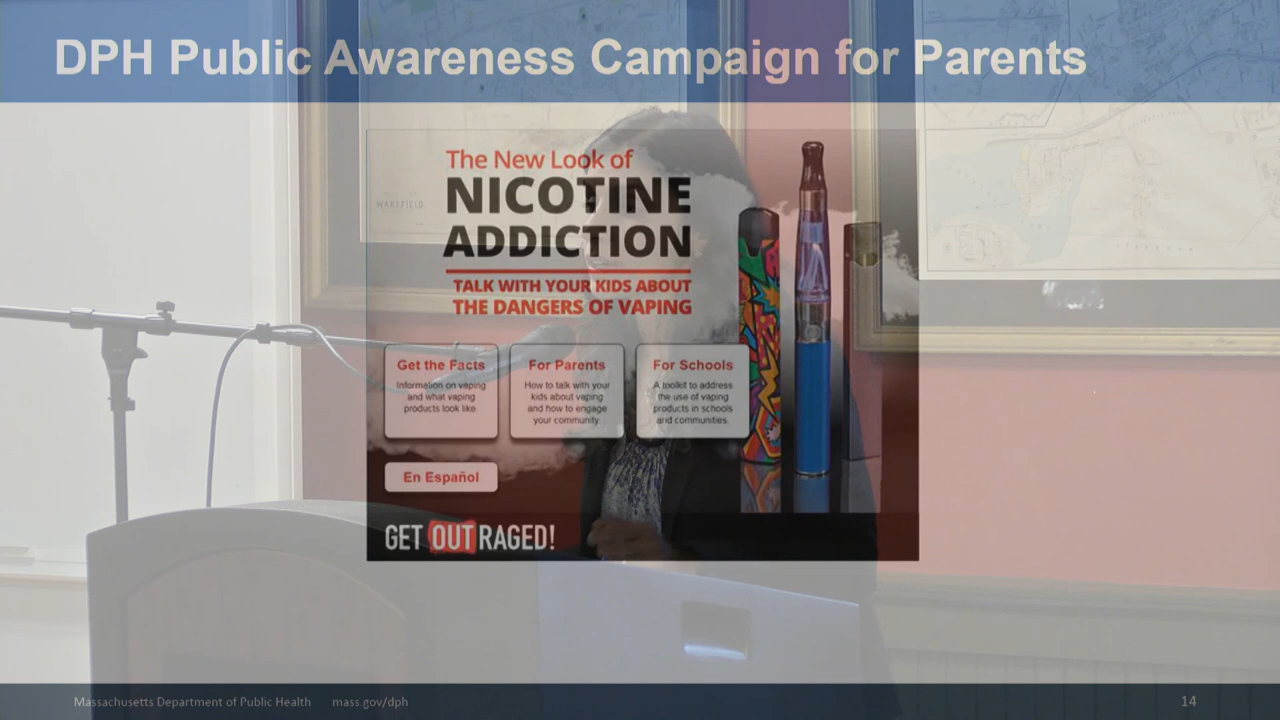 DPH Public Awareness Campaign for Parents
The New Look of
NICOTINE
ADDICTION
TALK WITH YOUR KIDS ABOUT
THE DANGERS OF VAPING
WAKEFIELD
Get the Facts
Information on vaping
and what vaping
products look like.
For Parents
How to talk with your
kids about vaping
and how to engage
your community.
For Schools
A toolkit to address
the use of vaping
products in schools
and communities.
En Español
GET OUTRAGED!
Massachusetts Department of Public Health mass.gov/dph
14